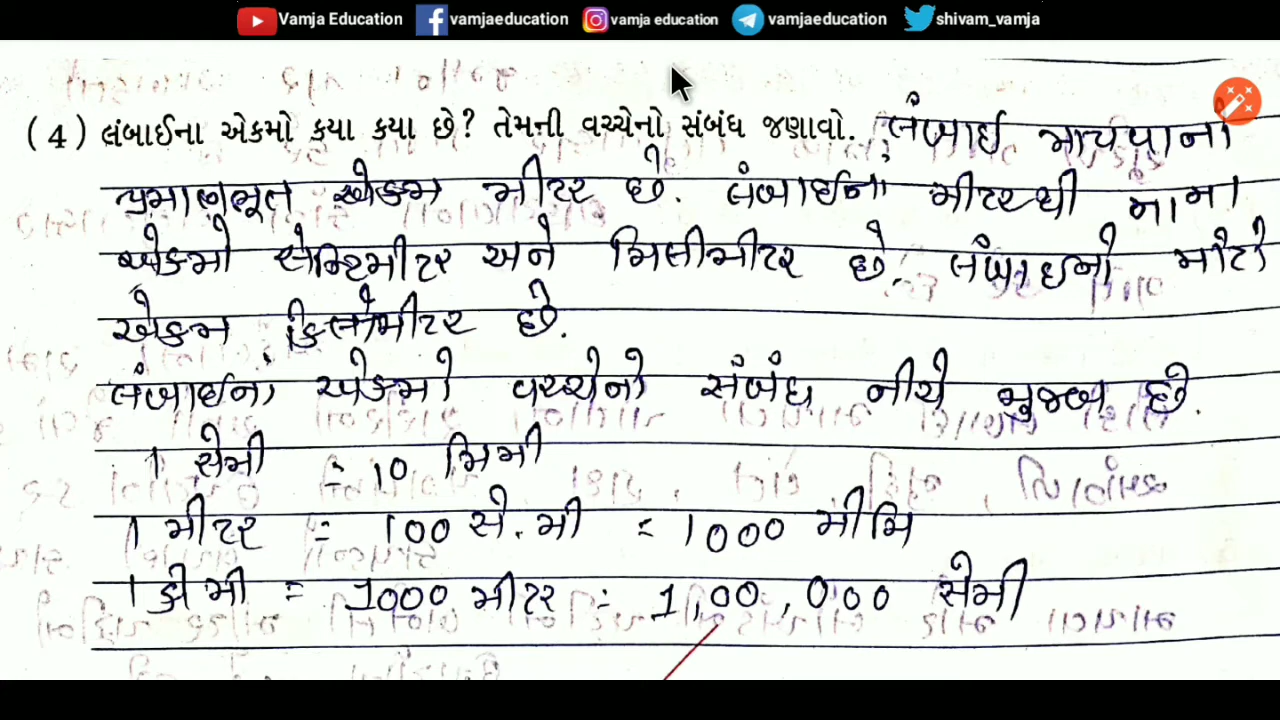 Vamja Education vamjaeducation vamja education vamjaeducation shivam_vamja
(4) લંબાઈના એકમો કયા કયા છે? તેમની વચ્ચેનો સંબંધ જણાવો. લંબાઈ માપવાનો
પ્રમાણભૂત એકમ મીટર છે. લંબાઈના મીટરથી નાના
એકમો સેન્ટિમીટર અને મિલીમીટર છે. લંબાઈનો મોટો
એકમ કિલોમીટર છે.
લંબાઈના એકમો વચ્ચેનો સંબંધ નીચે મુજબ છે.
1 સેમી = 10 મિમી
1 મીટર = 100 સે.મી = 1000 મીમિ
1 કીમી = 1000 મીટર = 1,00,000 સેમી